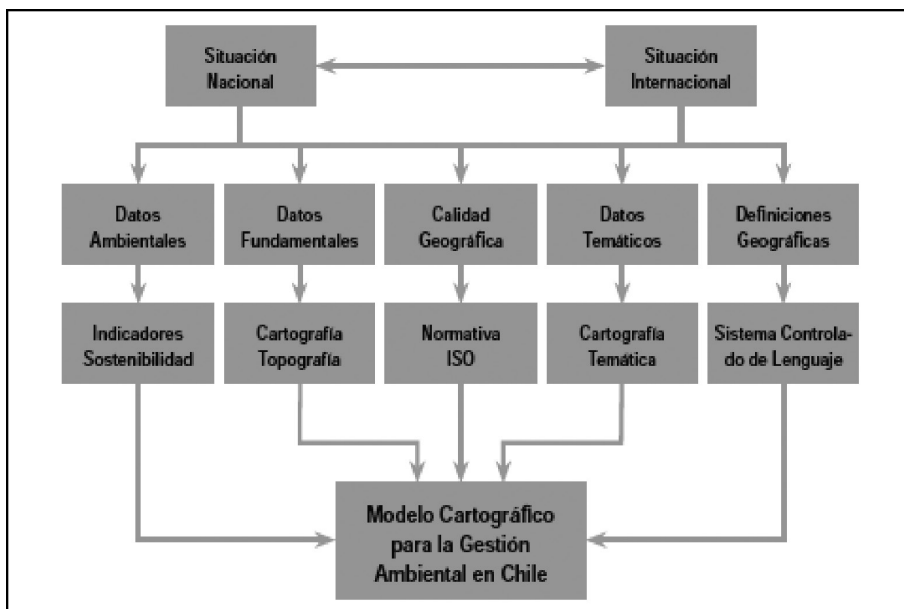 Situación
Nacional
Situación
Internacional
Datos
Ambientales
Datos
Fundamentales
Calidad
Geográfica
Datos
Temáticos
Definiciones
Geográficas
Indicadores
Sostenibilidad
Cartografía
Topografía
Normativa
ISO
Cartografía
Temática
Sistema Controla-
do de Lenguaje
Modelo Cartográfico
para la Gestión
Ambiental en Chile